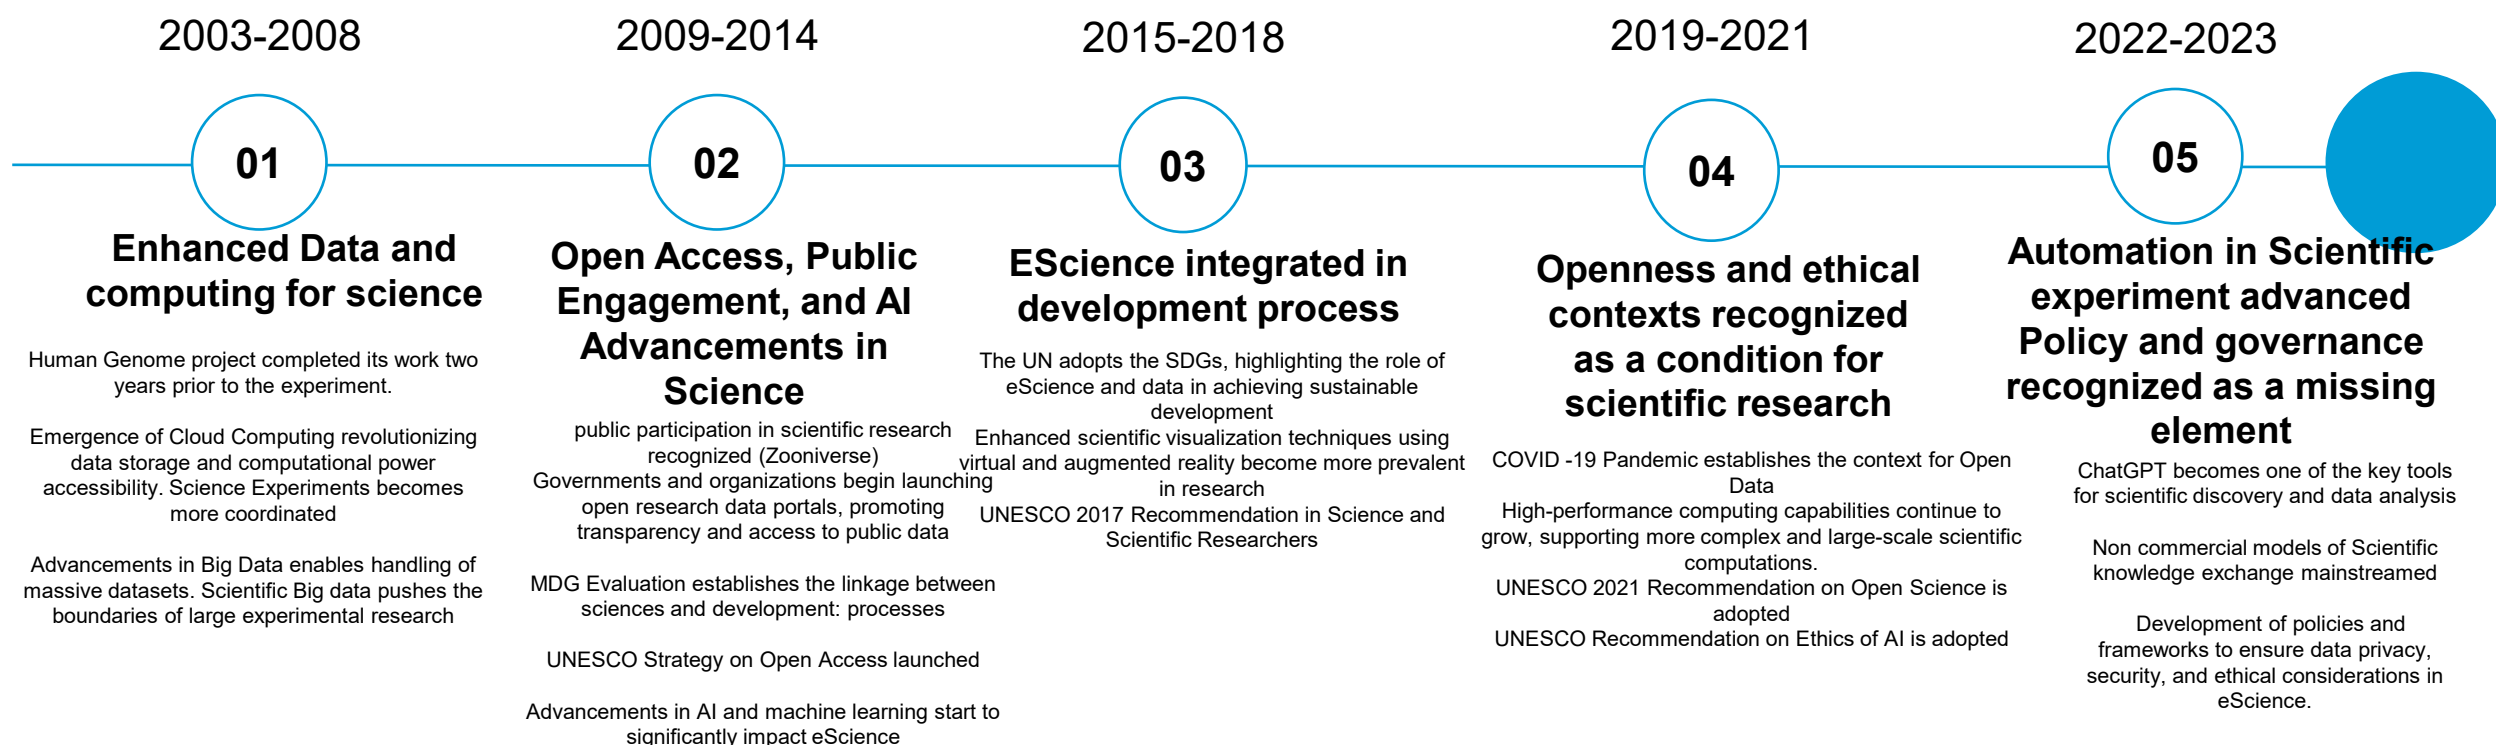 2003-2008
01
Enhanced Data and
computing for science
Human Genome project completed its work two
years prior to the experiment.
Emergence of Cloud Computing revolutionizing
data storage and computational power
accessibility. Science Experiments becomes
more coordinated
Advancements in Big Data enables handling of
massive datasets. Scientific Big data pushes the
boundaries of large experimental research
2009-2014
02
Open Access, Public
Engagement, and AI
Advancements in
Science
public participation in scientific research
recognized (Zooniverse)
Governments and organizations begin launching
open research data portals, promoting
transparency and access to public data
MDG Evaluation establishes the linkage between
sciences and development: processes
UNESCO Strategy on Open Access launched
Advancements in AI and machine learning start to
significantly impact eScience
2015-2018
03
EScience integrated in
development process
The UN adopts the SDGs, highlighting the role of
eScience and data in achieving sustainable
development
Enhanced scientific visualization techniques using
virtual and augmented reality become more prevalent
in research
UNESCO 2017 Recommendation in Science and
Scientific Researchers
2019-2021
04
Openness and ethical
contexts recognized
as a condition for
scientific research
COVID -19 Pandemic establishes the context for Open
Data
High-performance computing capabilities continue to
grow, supporting more complex and large-scale scientific
computations.
UNESCO 2021 Recommendation on Open Science is
adopted
UNESCO Recommendation on Ethics of AI is adopted
2022-2023
05
Automation in Scientific
experiment advanced
Policy and governance
recognized as a missing
element
ChatGPT becomes one of the key tools
for scientific discovery and data analysis
Non commercial models of Scientific
knowledge exchange mainstreamed
Development of policies and
frameworks to ensure data privacy,
security, and ethical considerations in
eScience.